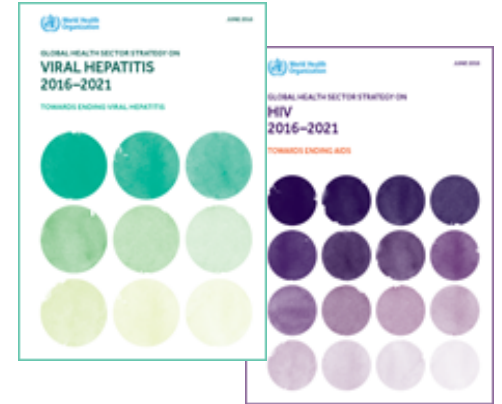 World Health
Organization
JUNE 2016
GLOBAL HEALTH SECTOR STRATEGY ON
VIRAL HEPATITIS
2016–2021
TOWARDS ENDING VIRAL HEPATITIS
World Health
Organization
JUNE 2016
GLOBAL HEALTH SECTOR STRATEGY ON
HIV
2016–2021
TOWARDS ENDING AIDS